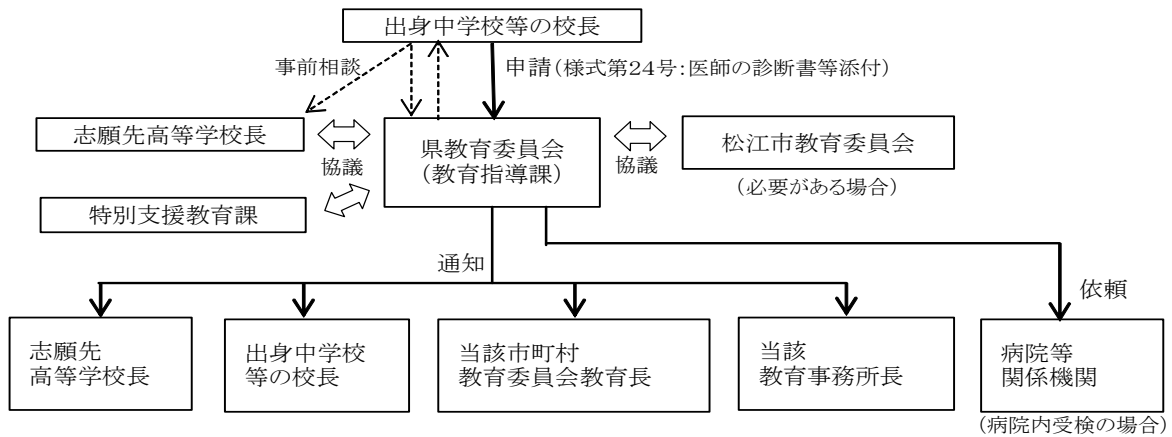 出身中学校等の校長
事前相談
申請(様式第24号:医師の診断書等添付)
志願先高等学校長
協議
県教育委員会
(教育指導課)
協議
松江市教育委員会
(必要がある場合)
特別支援教育課
通知
依頼
志願先
高等学校長
出身中学校
等の校長
当該市町村
教育委員会教育長
当該
教育事務所長
病院等
関係機関
(病院内受検の場合)